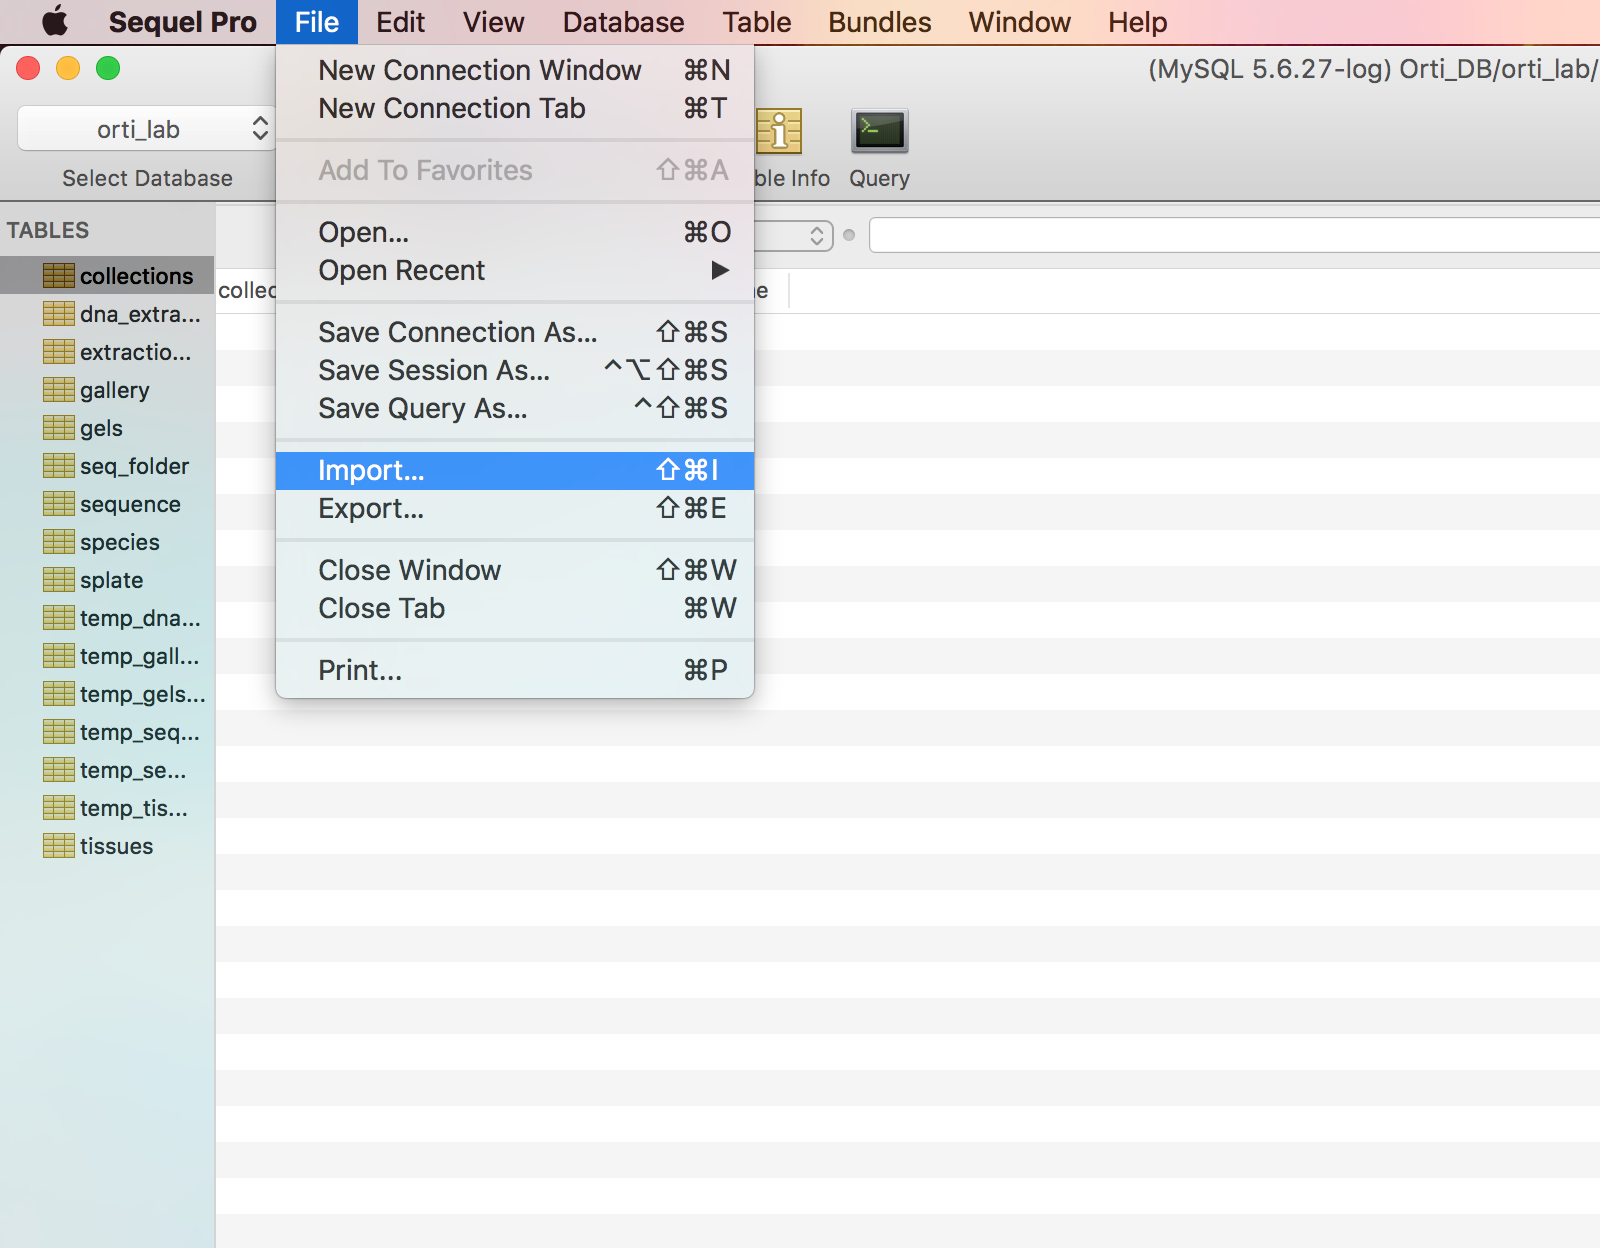 Sequel Pro File Edit View Database Table Bundles Window Help
(MySQL 5.6.27-log) Orti_DB/orti_lab/
orti_lab
Select Database
ble Info Query
New Connection Window ⌘N
New Connection Tab ⌘T
Add To Favorites ⇧⌘A
Open... ⌘O
Open Recent ▶
Save Connection As... ⇧⌘S
Save Session As... ^⌥⇧⌘S
Save Query As... ^⇧⌘S
Import... ⇧⌘I
Export... ⇧⌘E
Close Window ⇧⌘W
Close Tab ⌘W
Print... ⌘P
TABLES
collections
dna_extra...
extractio...
gallery
gels
seq_folder
sequence
species
splate
temp_dna...
temp_gall...
temp_gels...
temp_seq...
temp_se...
temp_tis...
tissues
collec